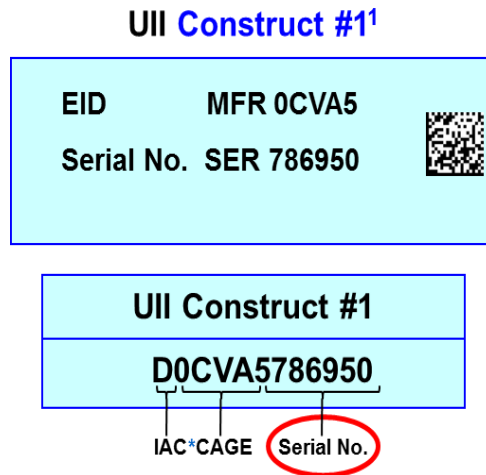 UII Construct #1¹
EID MFR 0CVA5
Serial No. SER 786950
UII Construct #1
D0CVA5786950
IAC*CAGE Serial No.